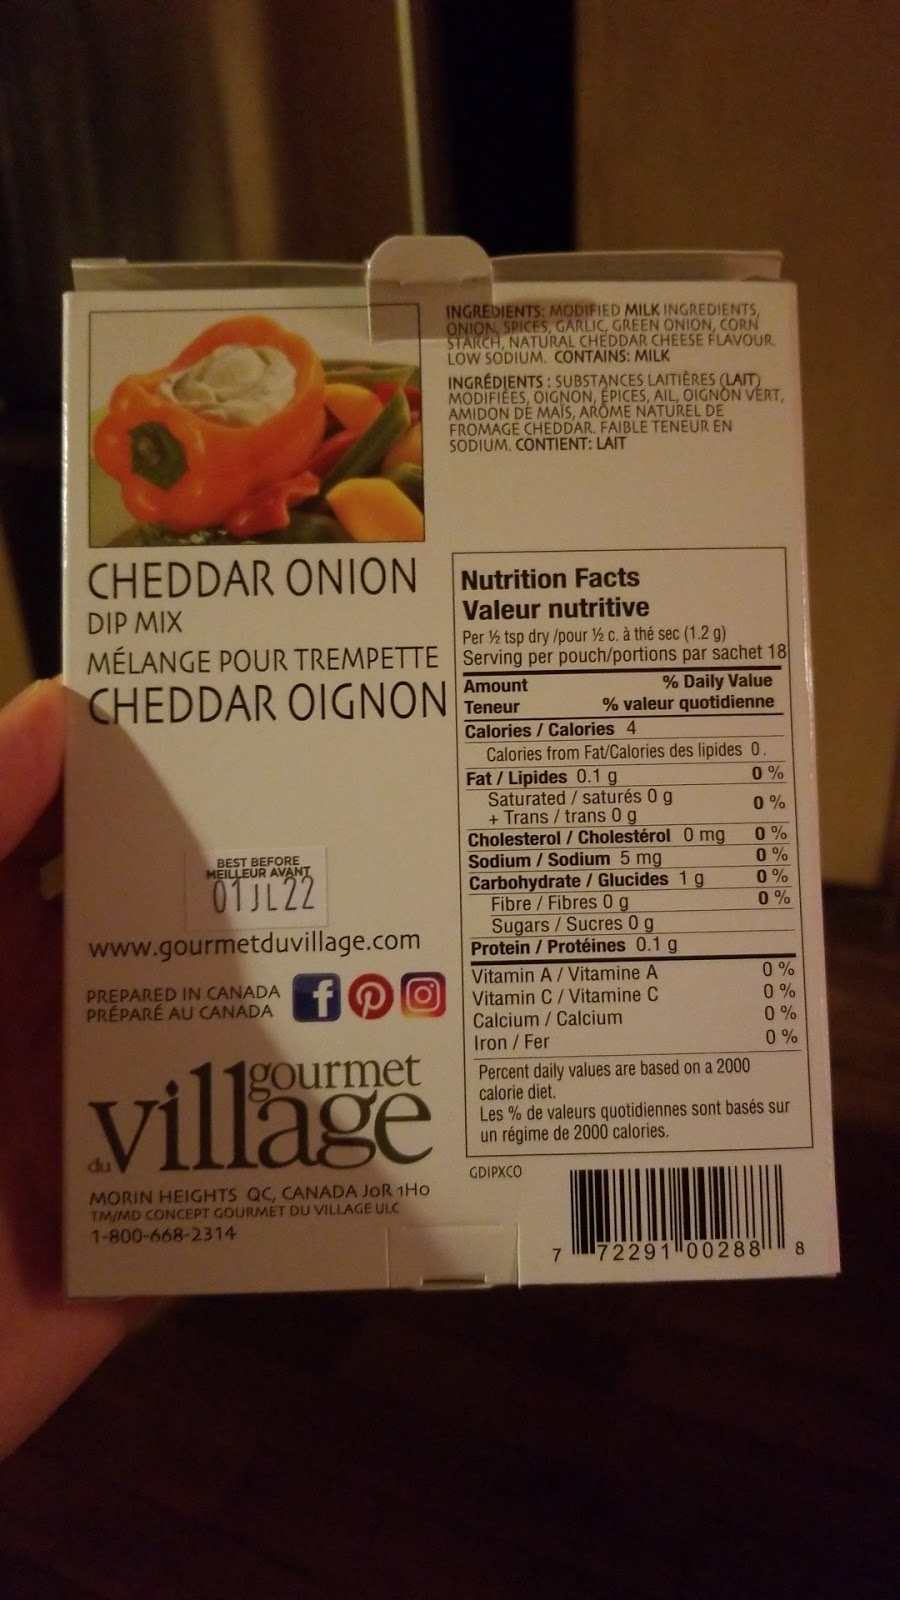 INGREDIENTS: MODIFIED MILK INGREDIENTS,
ONION, SPICES, GARLIC, GREEN ONION, CORN
STARCH, NATURAL CHEDDAR CHEESE FLAVOUR.
LOW SODIUM. CONTAINS: MILK
INGRÉDIENTS : SUBSTANCES LAITIÈRES (LAIT)
MODIFIÉES, OIGNON, ÉPICES, AIL, OIGNON VERT,
AMIDON DE MAÏS, ARÔME NATUREL DE
FROMAGE CHEDDAR. FAIBLE TENEUR EN
SODIUM. CONTIENT: LAIT
CHEDDAR ONION
DIP MIX
MÉLANGE POUR TREMPETTE
CHEDDAR OIGNON
BEST BEFORE
MEILLEUR AVANT
01JL22
www.gourmetduvillage.com
PREPARED IN CANADA
PRÉPARÉ AU CANADA
gourmet
du village
MORIN HEIGHTS QC, CANADA J0R 1H0
TM/MD CONCEPT GOURMET DU VILLAGE ULC
1-800-668-2314
Nutrition Facts
Valeur nutritive
Per ½ tsp dry /pour ½ c. à thé sec (1.2 g)
Serving per pouch/portions par sachet 18
Amount % Daily Value
Teneur % valeur quotidienne
Calories / Calories 4
Calories from Fat/Calories des lipides 0.
Fat / Lipides 0.1 g 0 %
Saturated / saturés 0 g
+ Trans / trans 0 g 0 %
Cholesterol / Cholestérol 0 mg 0 %
Sodium / Sodium 5 mg 0 %
Carbohydrate / Glucides 1 g 0 %
Fibre / Fibres 0 g 0 %
Sugars / Sucres 0 g
Protein / Protéines 0.1 g
Vitamin A / Vitamine A 0 %
Vitamin C / Vitamine C 0 %
Calcium / Calcium 0 %
Iron / Fer 0 %
Percent daily values are based on a 2000
calorie diet.
Les % de valeurs quotidiennes sont basés sur
un régime de 2000 calories.
GDIPXCO
7 72291 00288 8